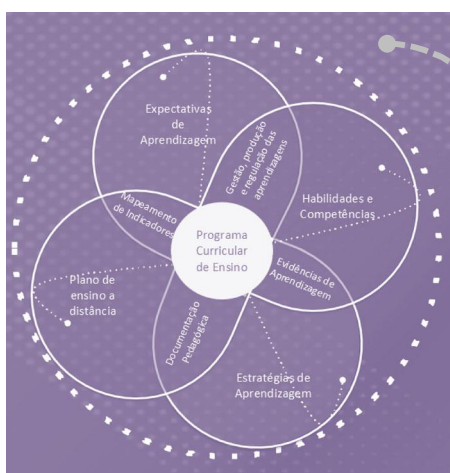 Expectativas
de
Aprendizagem
Gestão, produção
e regulação das
aprendizagens
Habilidades e
Competências
Mapeamento
de Indicadores
Programa
Curricular
de Ensino
Evidências de
Aprendizagem
Plano de
ensino a
distância
Documentação
Pedagógica
Estratégias de
Aprendizagem